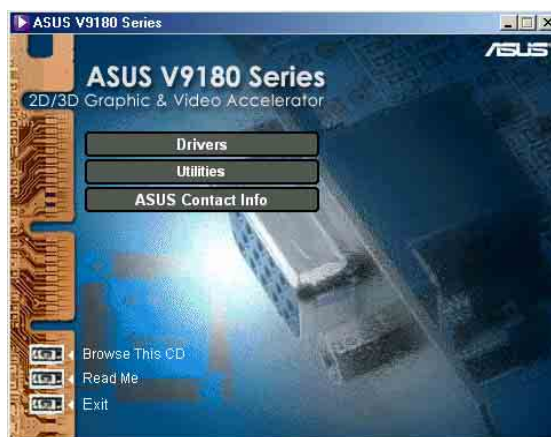 ASUS V9180 Series
ASUS
ASUS V9180 Series
2D/3D Graphic & Video Accelerator
Drivers
Utilities
ASUS Contact Info
Browse This CD
Read Me
Exit